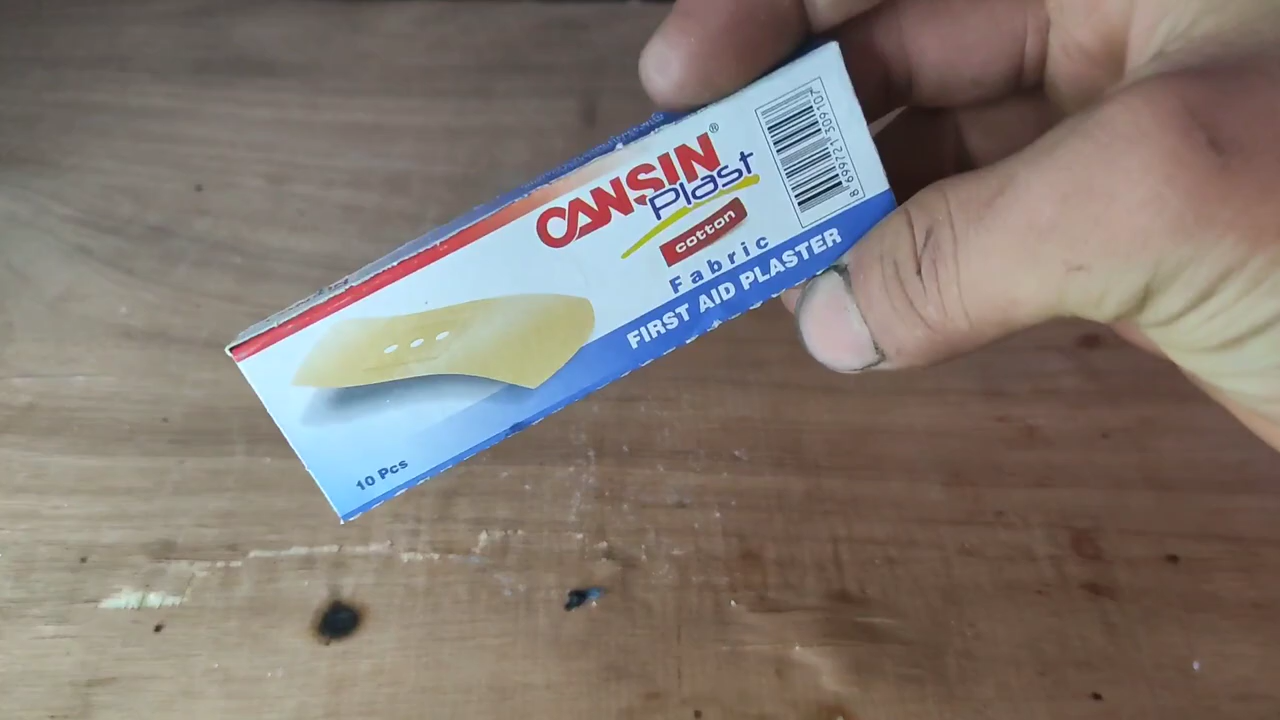 CANSIN®
Plast
cotton
Fabric
FIRST AID PLASTER
10 Pcs
8 699721 309107